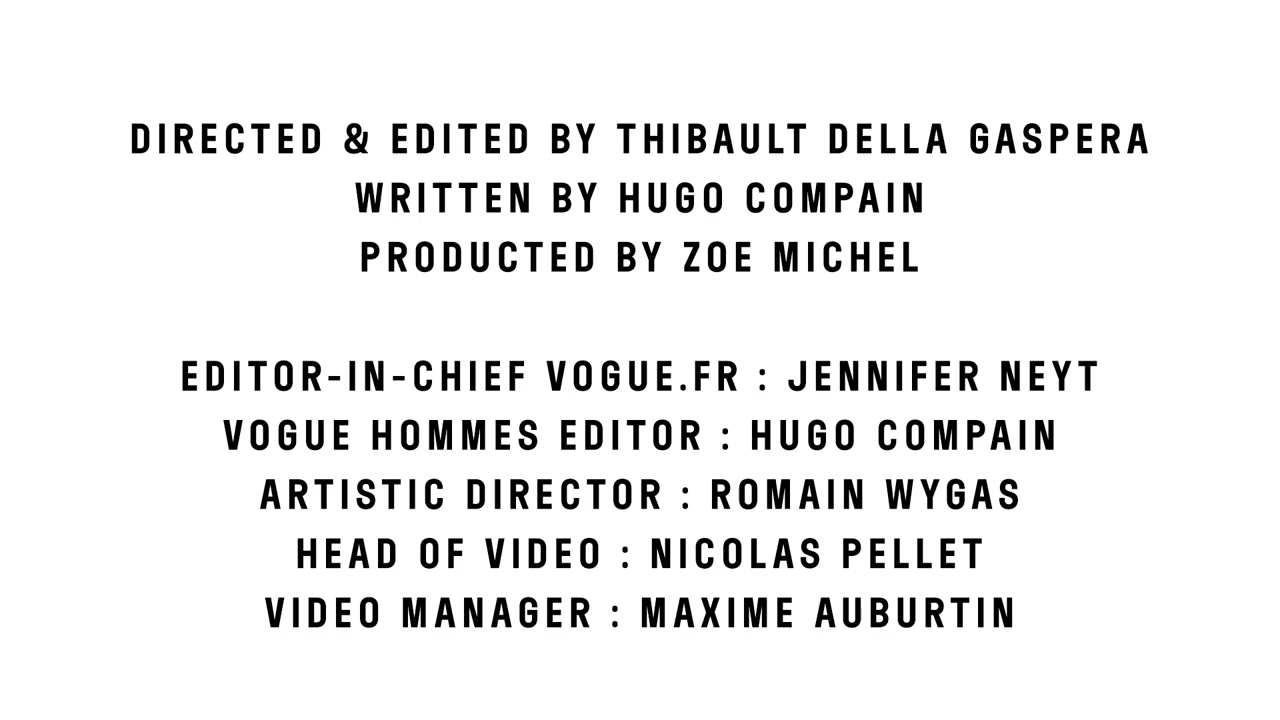 DIRECTED & EDITED BY THIBAULT DELLA GASPERA
WRITTEN BY HUGO COMPAIN
PRODUCTED BY ZOE MICHEL
EDITOR-IN-CHIEF VOGUE.FR : JENNIFER NEYT
VOGUE HOMMES EDITOR : HUGO COMPAIN
ARTISTIC DIRECTOR : ROMAIN WYGAS
HEAD OF VIDEO : NICOLAS PELLET
VIDEO MANAGER : MAXIME AUBURTIN